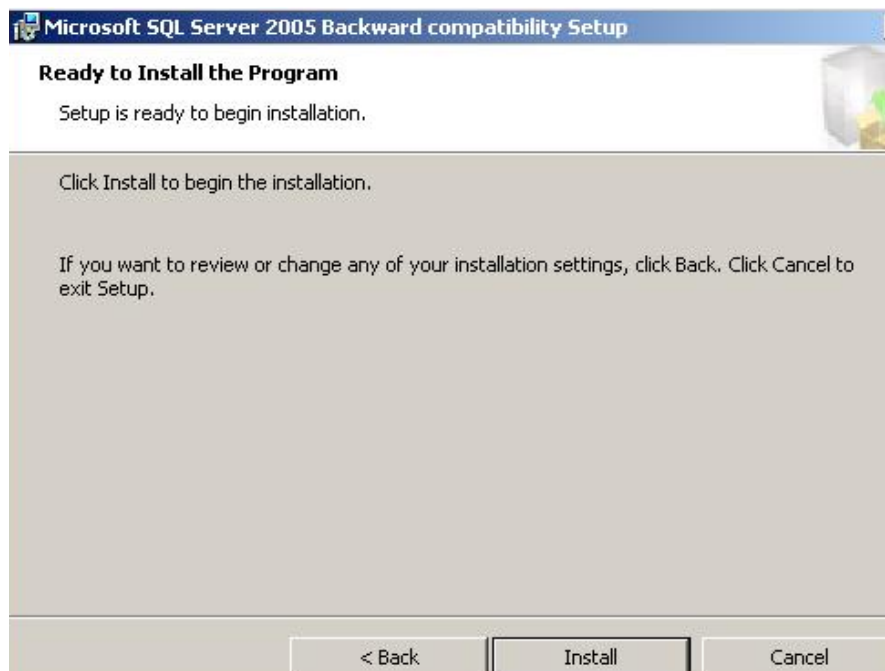 Microsoft SQL Server 2005 Backward compatibility Setup
Ready to Install the Program
Setup is ready to begin installation.
Click Install to begin the installation.
If you want to review or change any of your installation settings, click Back. Click Cancel to
exit Setup.
< Back
Install
Cancel